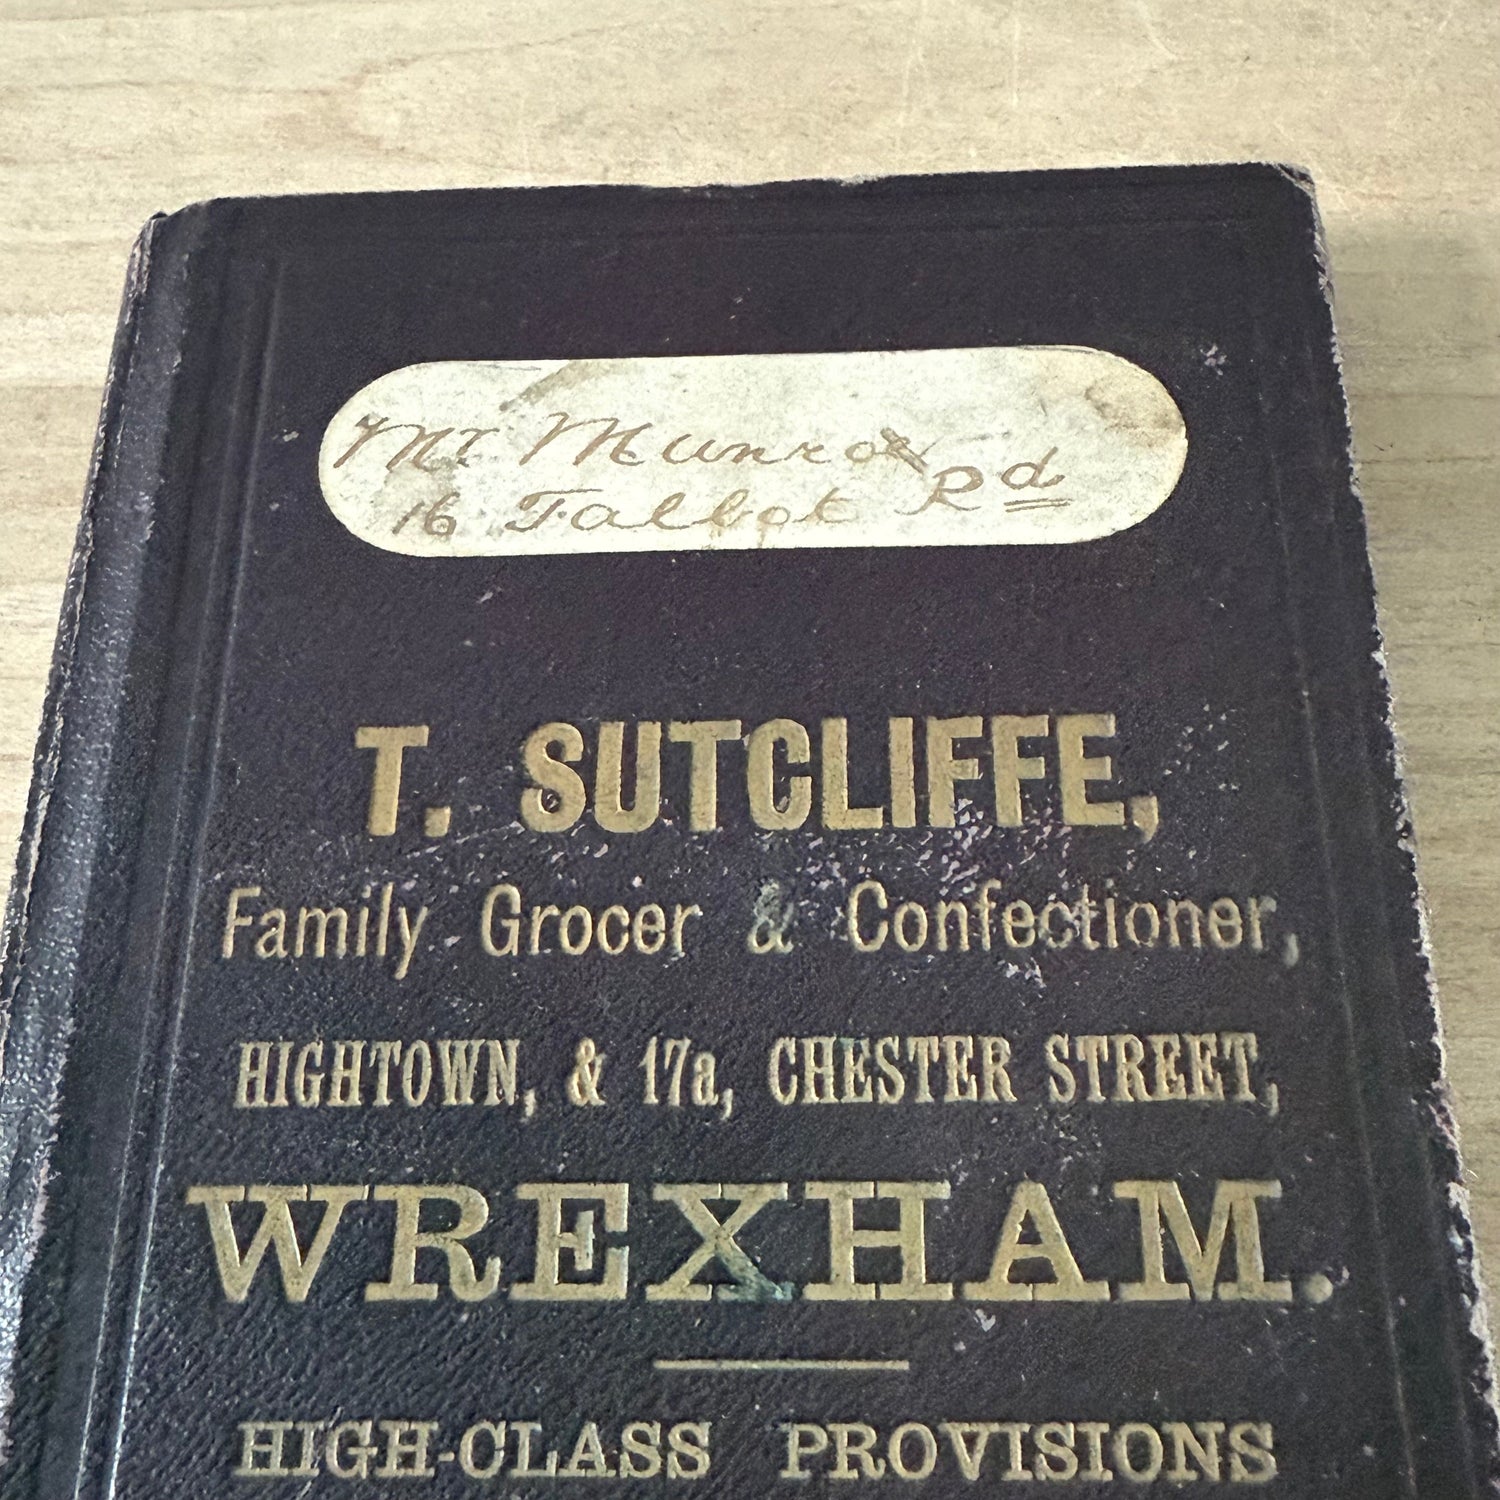 Mr Munro
16 Talbot Rd
T. SUTCLIFFE,
Family Grocer & Confectioner,
HIGHTOWN, & 17a, CHESTER STREET,
WREXHAM.
HIGH-CLASS PROVISIONS